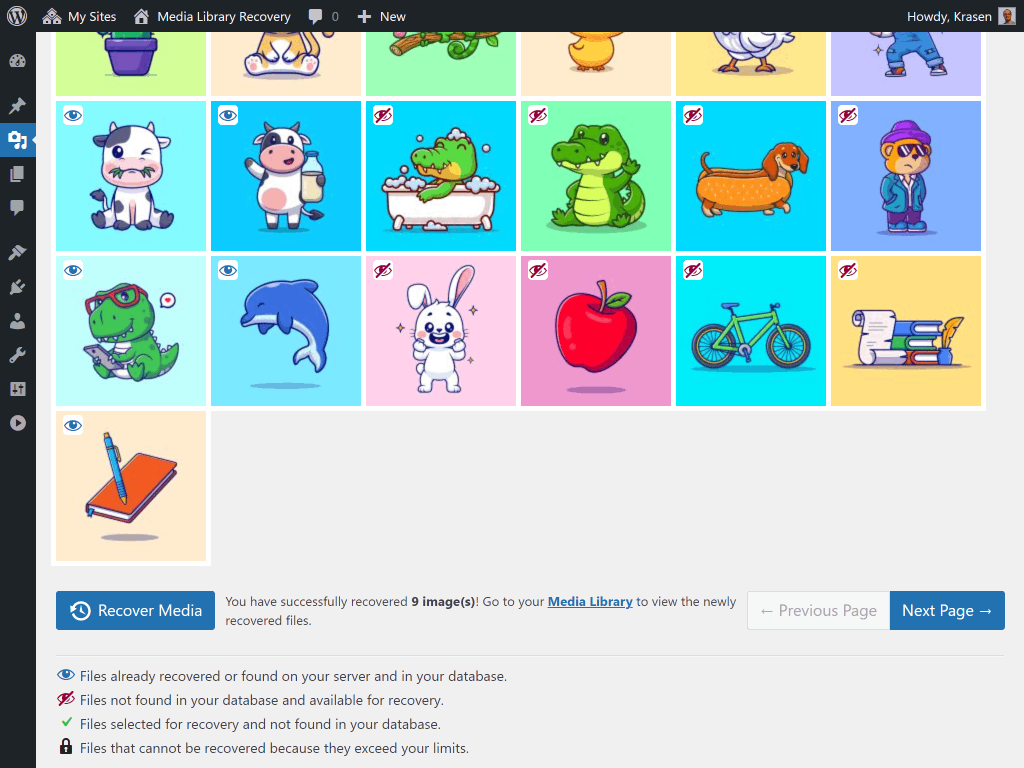 My Sites Media Library Recovery 0 New Howdy, Krasen
Recover Media
You have successfully recovered 9 image(s)! Go to your Media Library to view the newly
recovered files.
← Previous Page
Next Page →
Files already recovered or found on your server and in your database.
Files not found in your database and available for recovery.
Files selected for recovery and not found in your database.
Files that cannot be recovered because they exceed your limits.